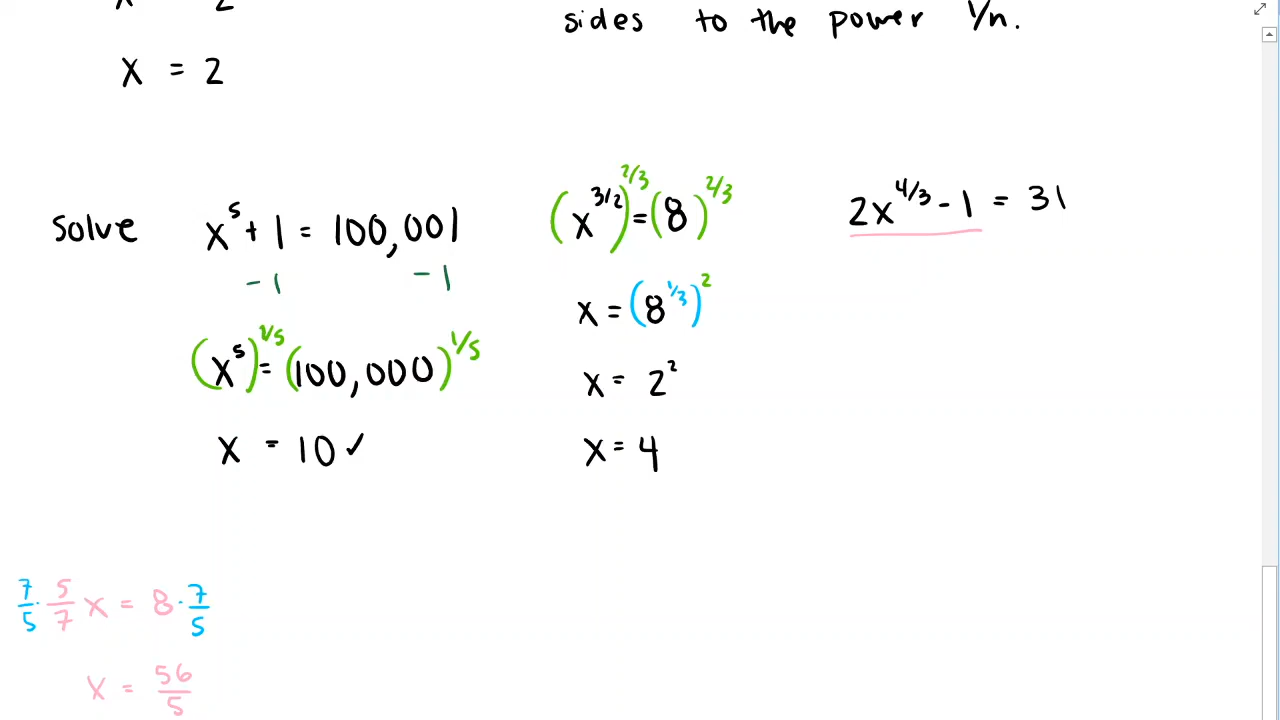 sides to the power 1/n.
x = 2
Solve x^5 + 1 = 100,001
-1 -1
(x^5)^1/5 = (100,000)^1/5
x = 10 ✓
(x^3/2)^2/3 = (8)^2/3
x = (8^1/3)^2
x = 2^2
x = 4
2x^4/3 - 1 = 31
7/5 · 5/7 x = 8 · 7/5
x = 56/5